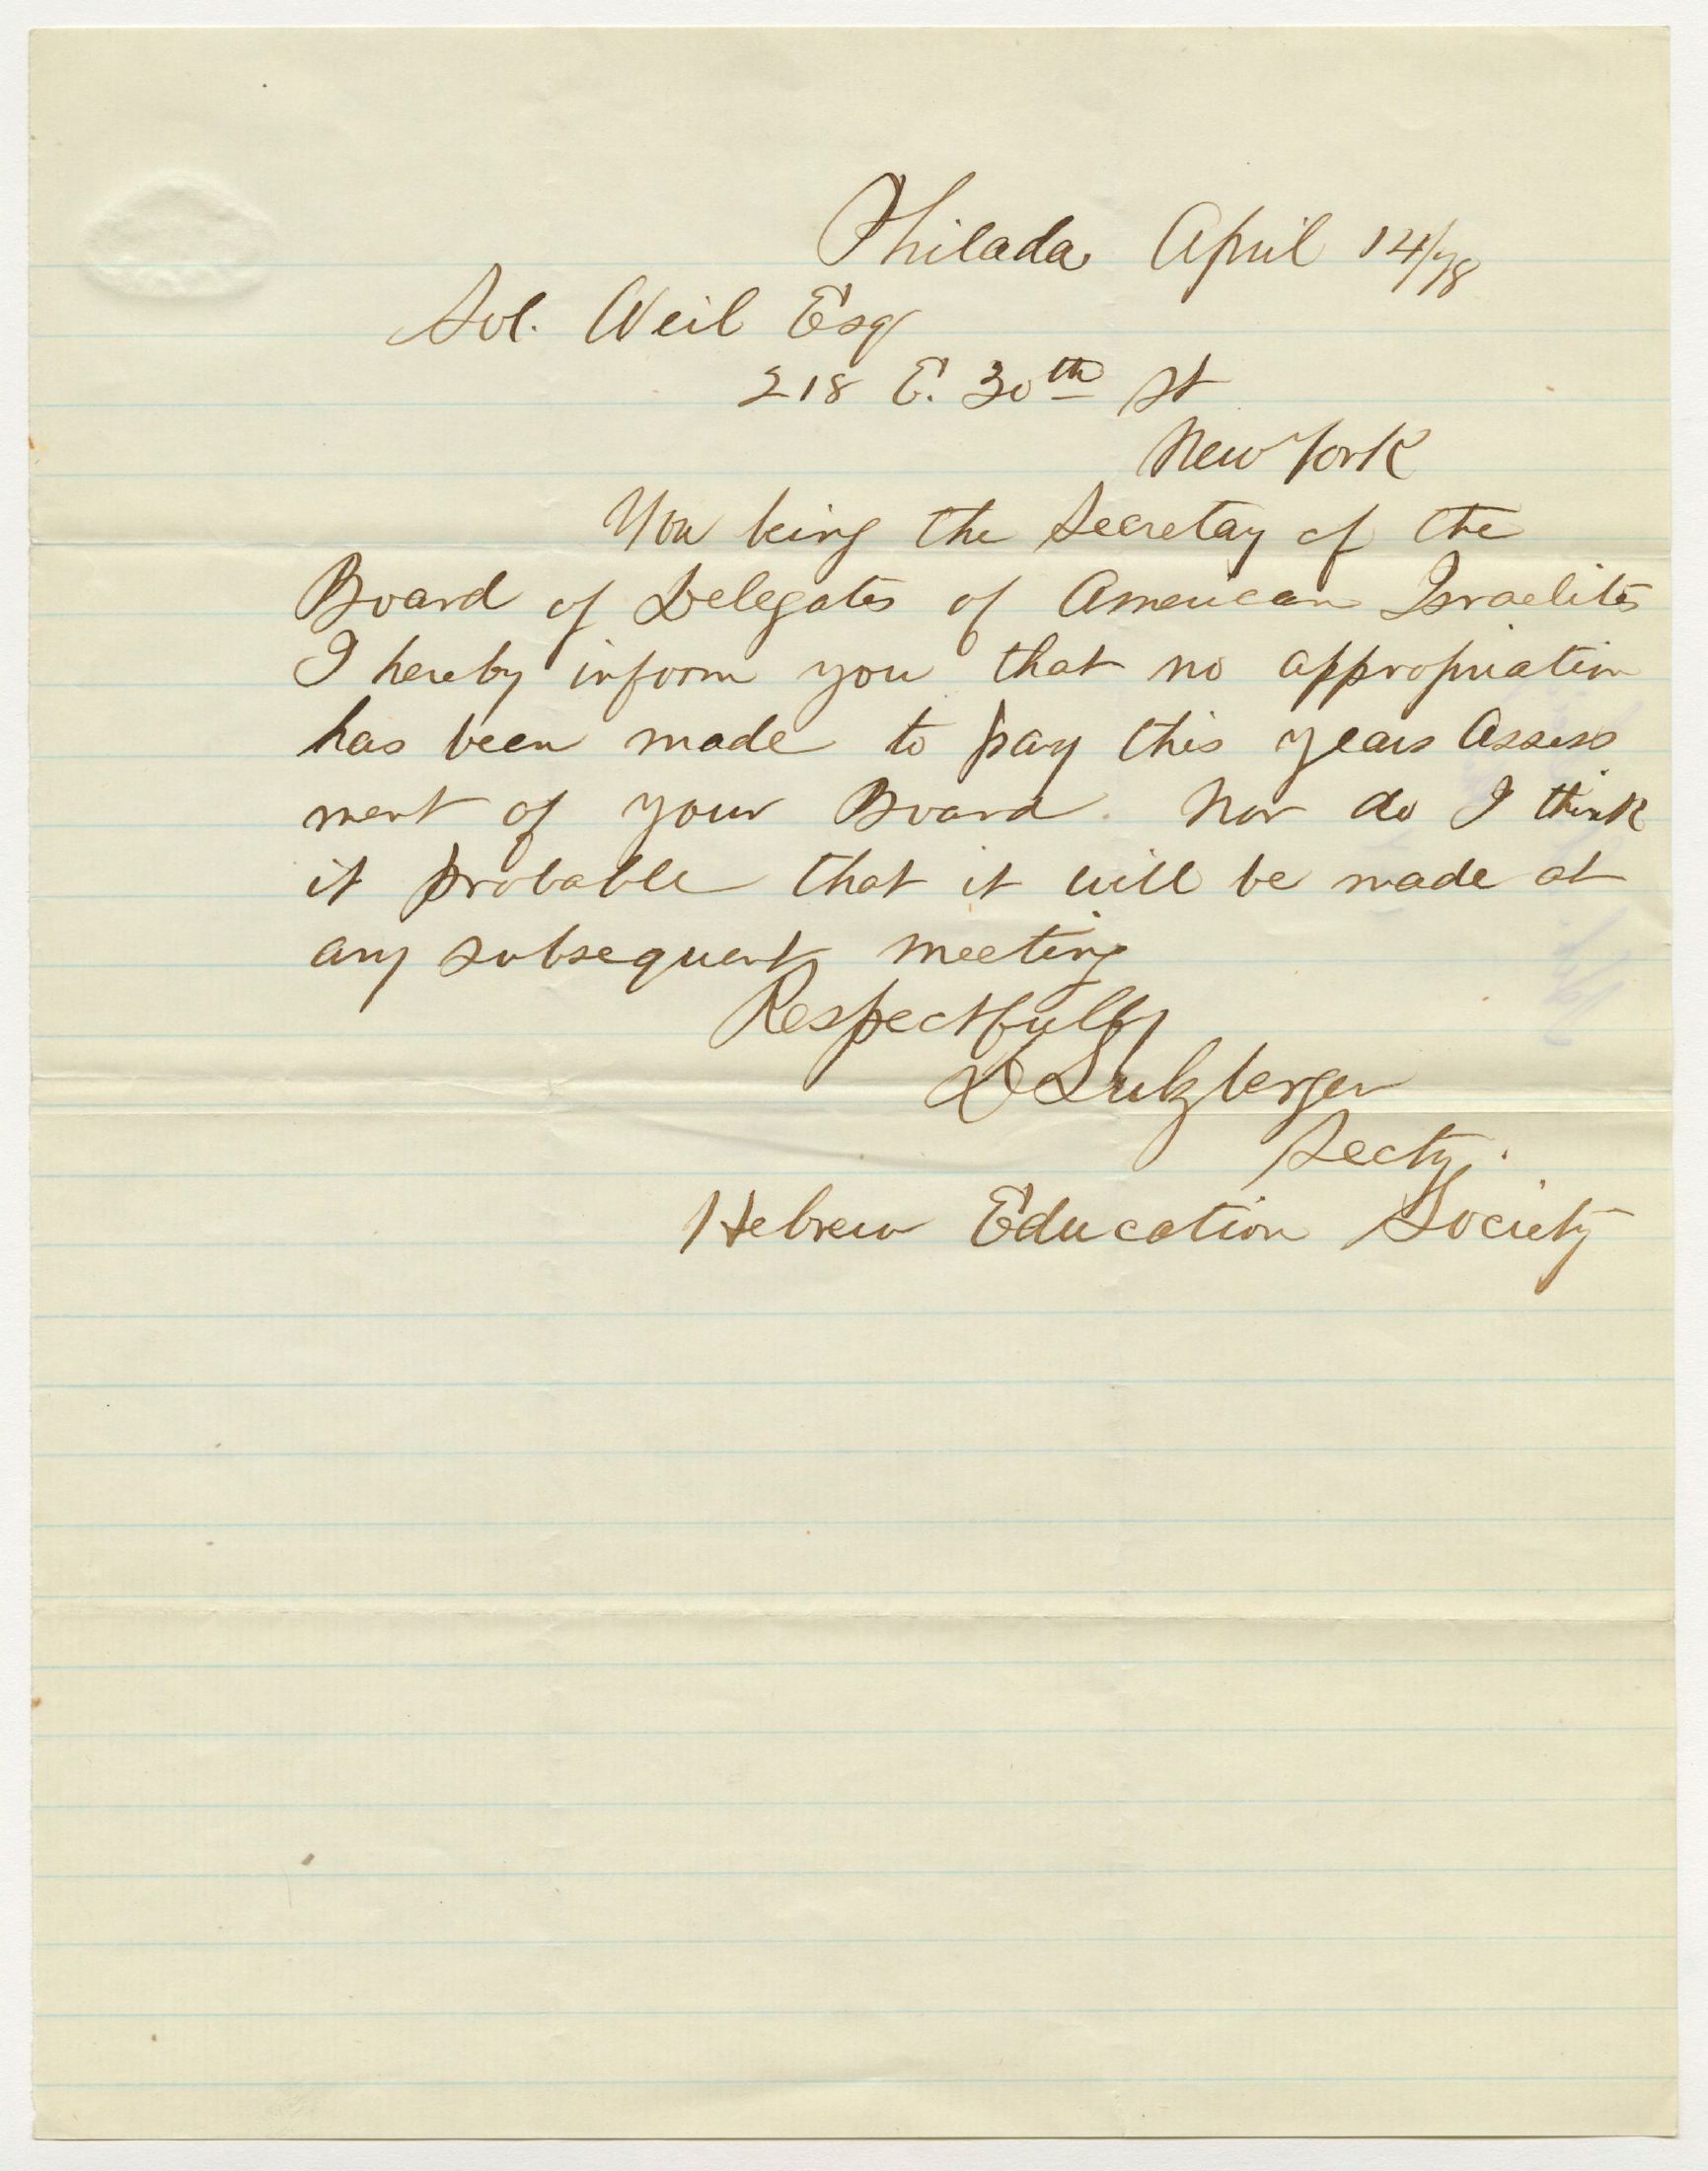 Philada April 14/78
Sol. Weil Esq
218 E. 30th St
New York
You being the Secretay of the
Board of Delegates of American Israelites
I hereby inform you that no appropriation
has been made to pay this years Assess
ment of your Board. Nor do I think
it probable that it will be made at
any subsequent meeting
Respectfully
D Sulzberger
Secty.
Hebrew Education Society